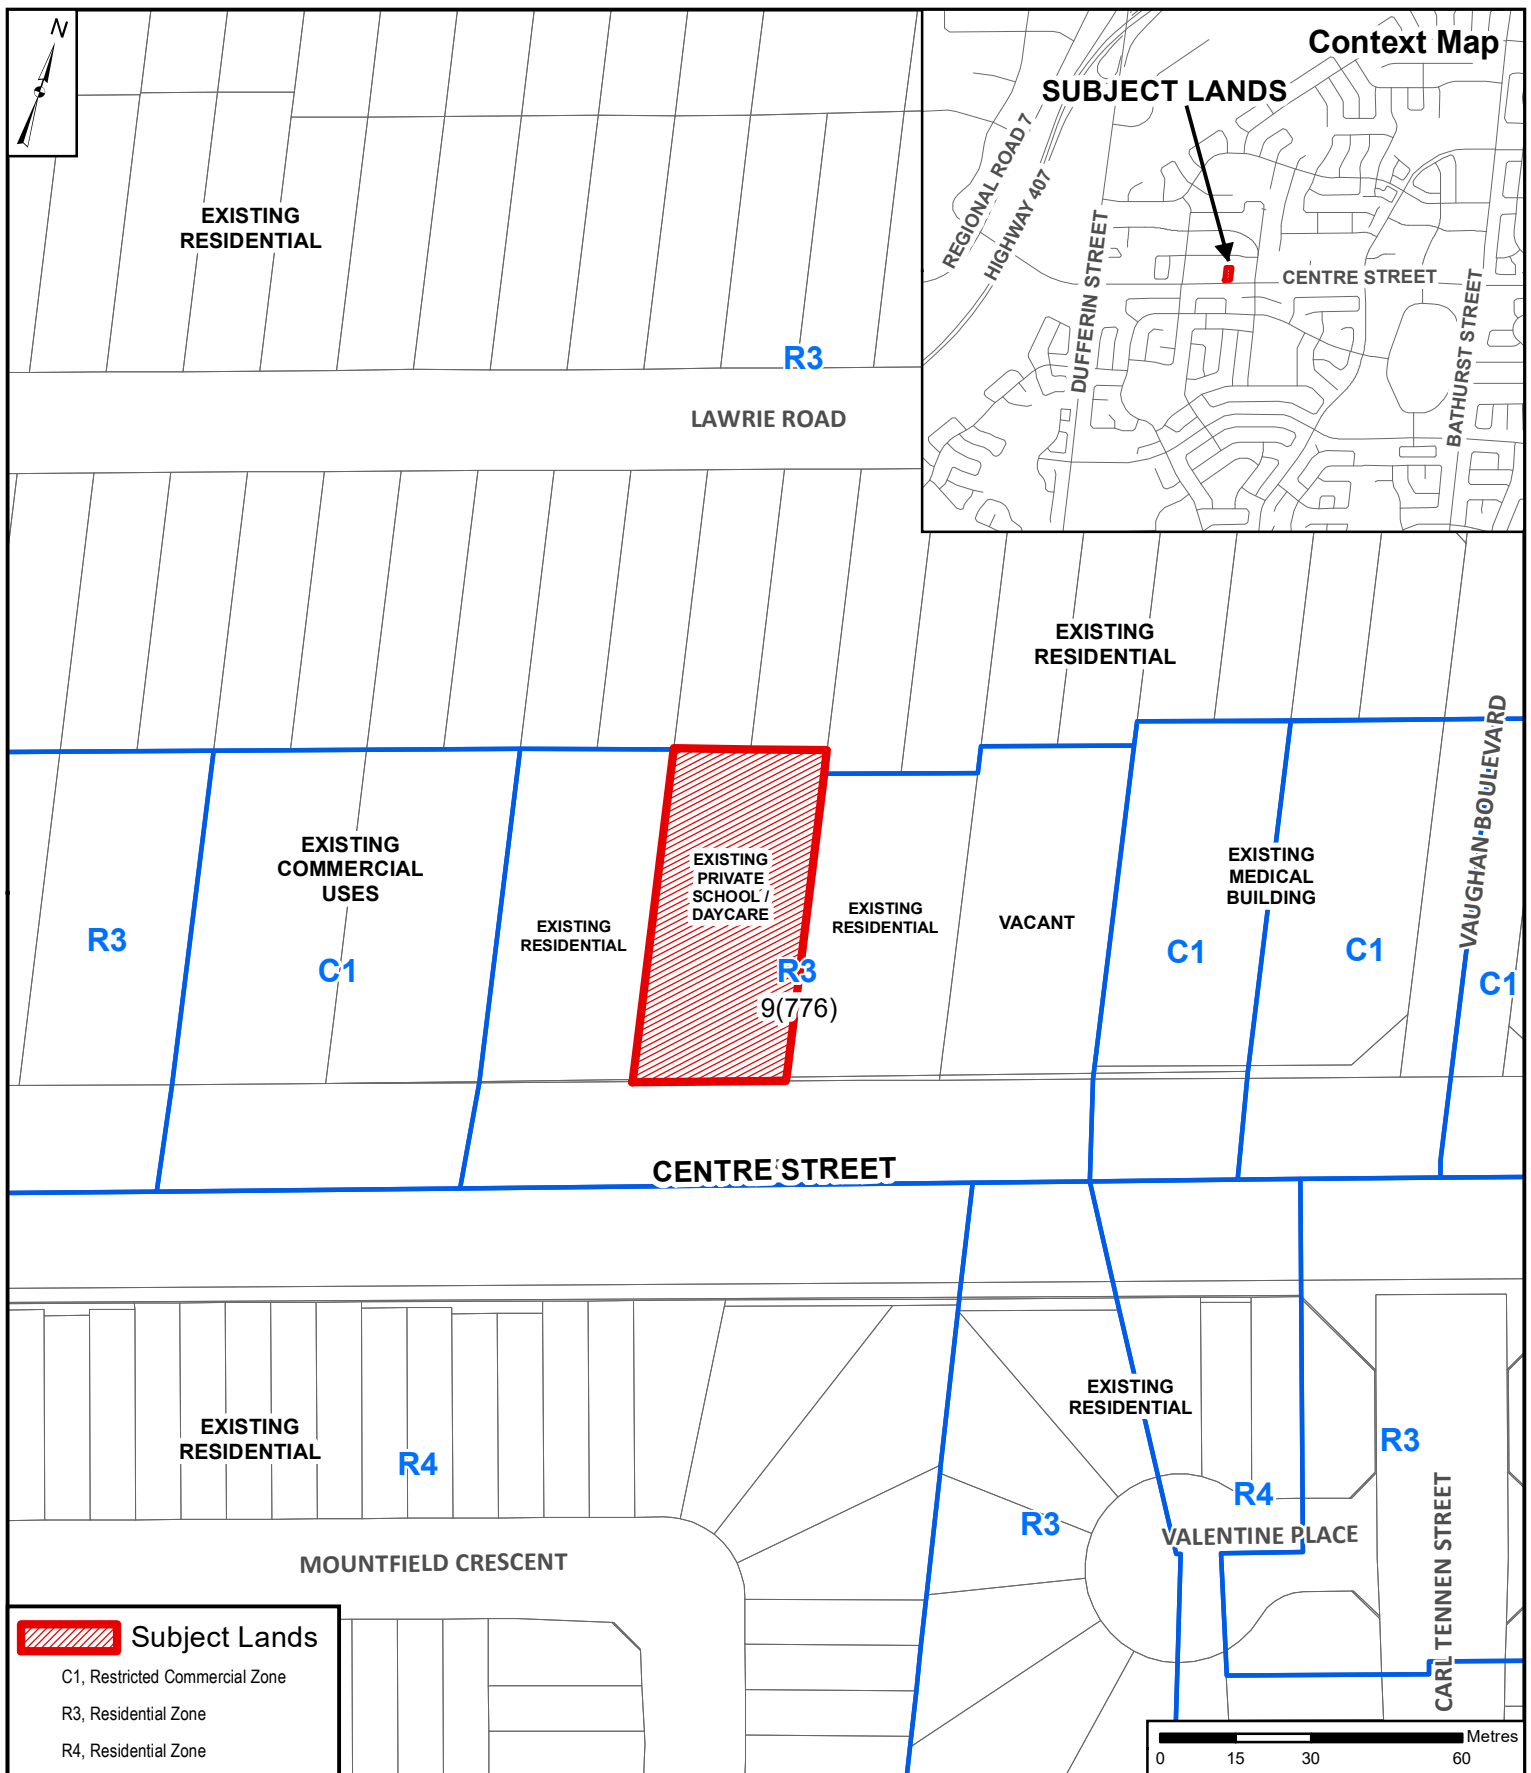 N
Context Map
SUBJECT LANDS
REGIONAL ROAD 7
HIGHWAY 407
DUFFERIN STREET
CENTRE STREET
BATHURST STREET
EXISTING
RESIDENTIAL
R3
LAWRIE ROAD
EXISTING
RESIDENTIAL
VAUGHAN BOULEVARD
EXISTING
COMMERCIAL
USES
EXISTING
PRIVATE
SCHOOL /
DAYCARE
EXISTING
MEDICAL
BUILDING
EXISTING
RESIDENTIAL
EXISTING
RESIDENTIAL
VACANT
R3
C1
R3
9(776)
C1
C1
C1
CENTRE STREET
EXISTING
RESIDENTIAL
R4
EXISTING
RESIDENTIAL
R3
R4
R3
VALENTINE PLACE
MOUNTFIELD CRESCENT
CARL TENNEN STREET
Subject Lands
C1, Restricted Commercial Zone
R3, Residential Zone
R4, Residential Zone
Metres
0 15 30 60